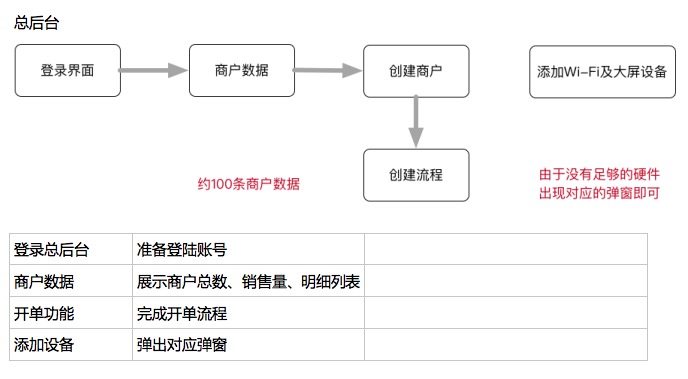 总后台
登录界面
商户数据
创建商户
添加Wi-Fi及大屏设备
创建流程
约100条商户数据
由于没有足够的硬件
出现对应的弹窗即可
登录总后台 准备登陆账号
商户数据 展示商户总数、销售量、明细列表
开单功能 完成开单流程
添加设备 弹出对应弹窗